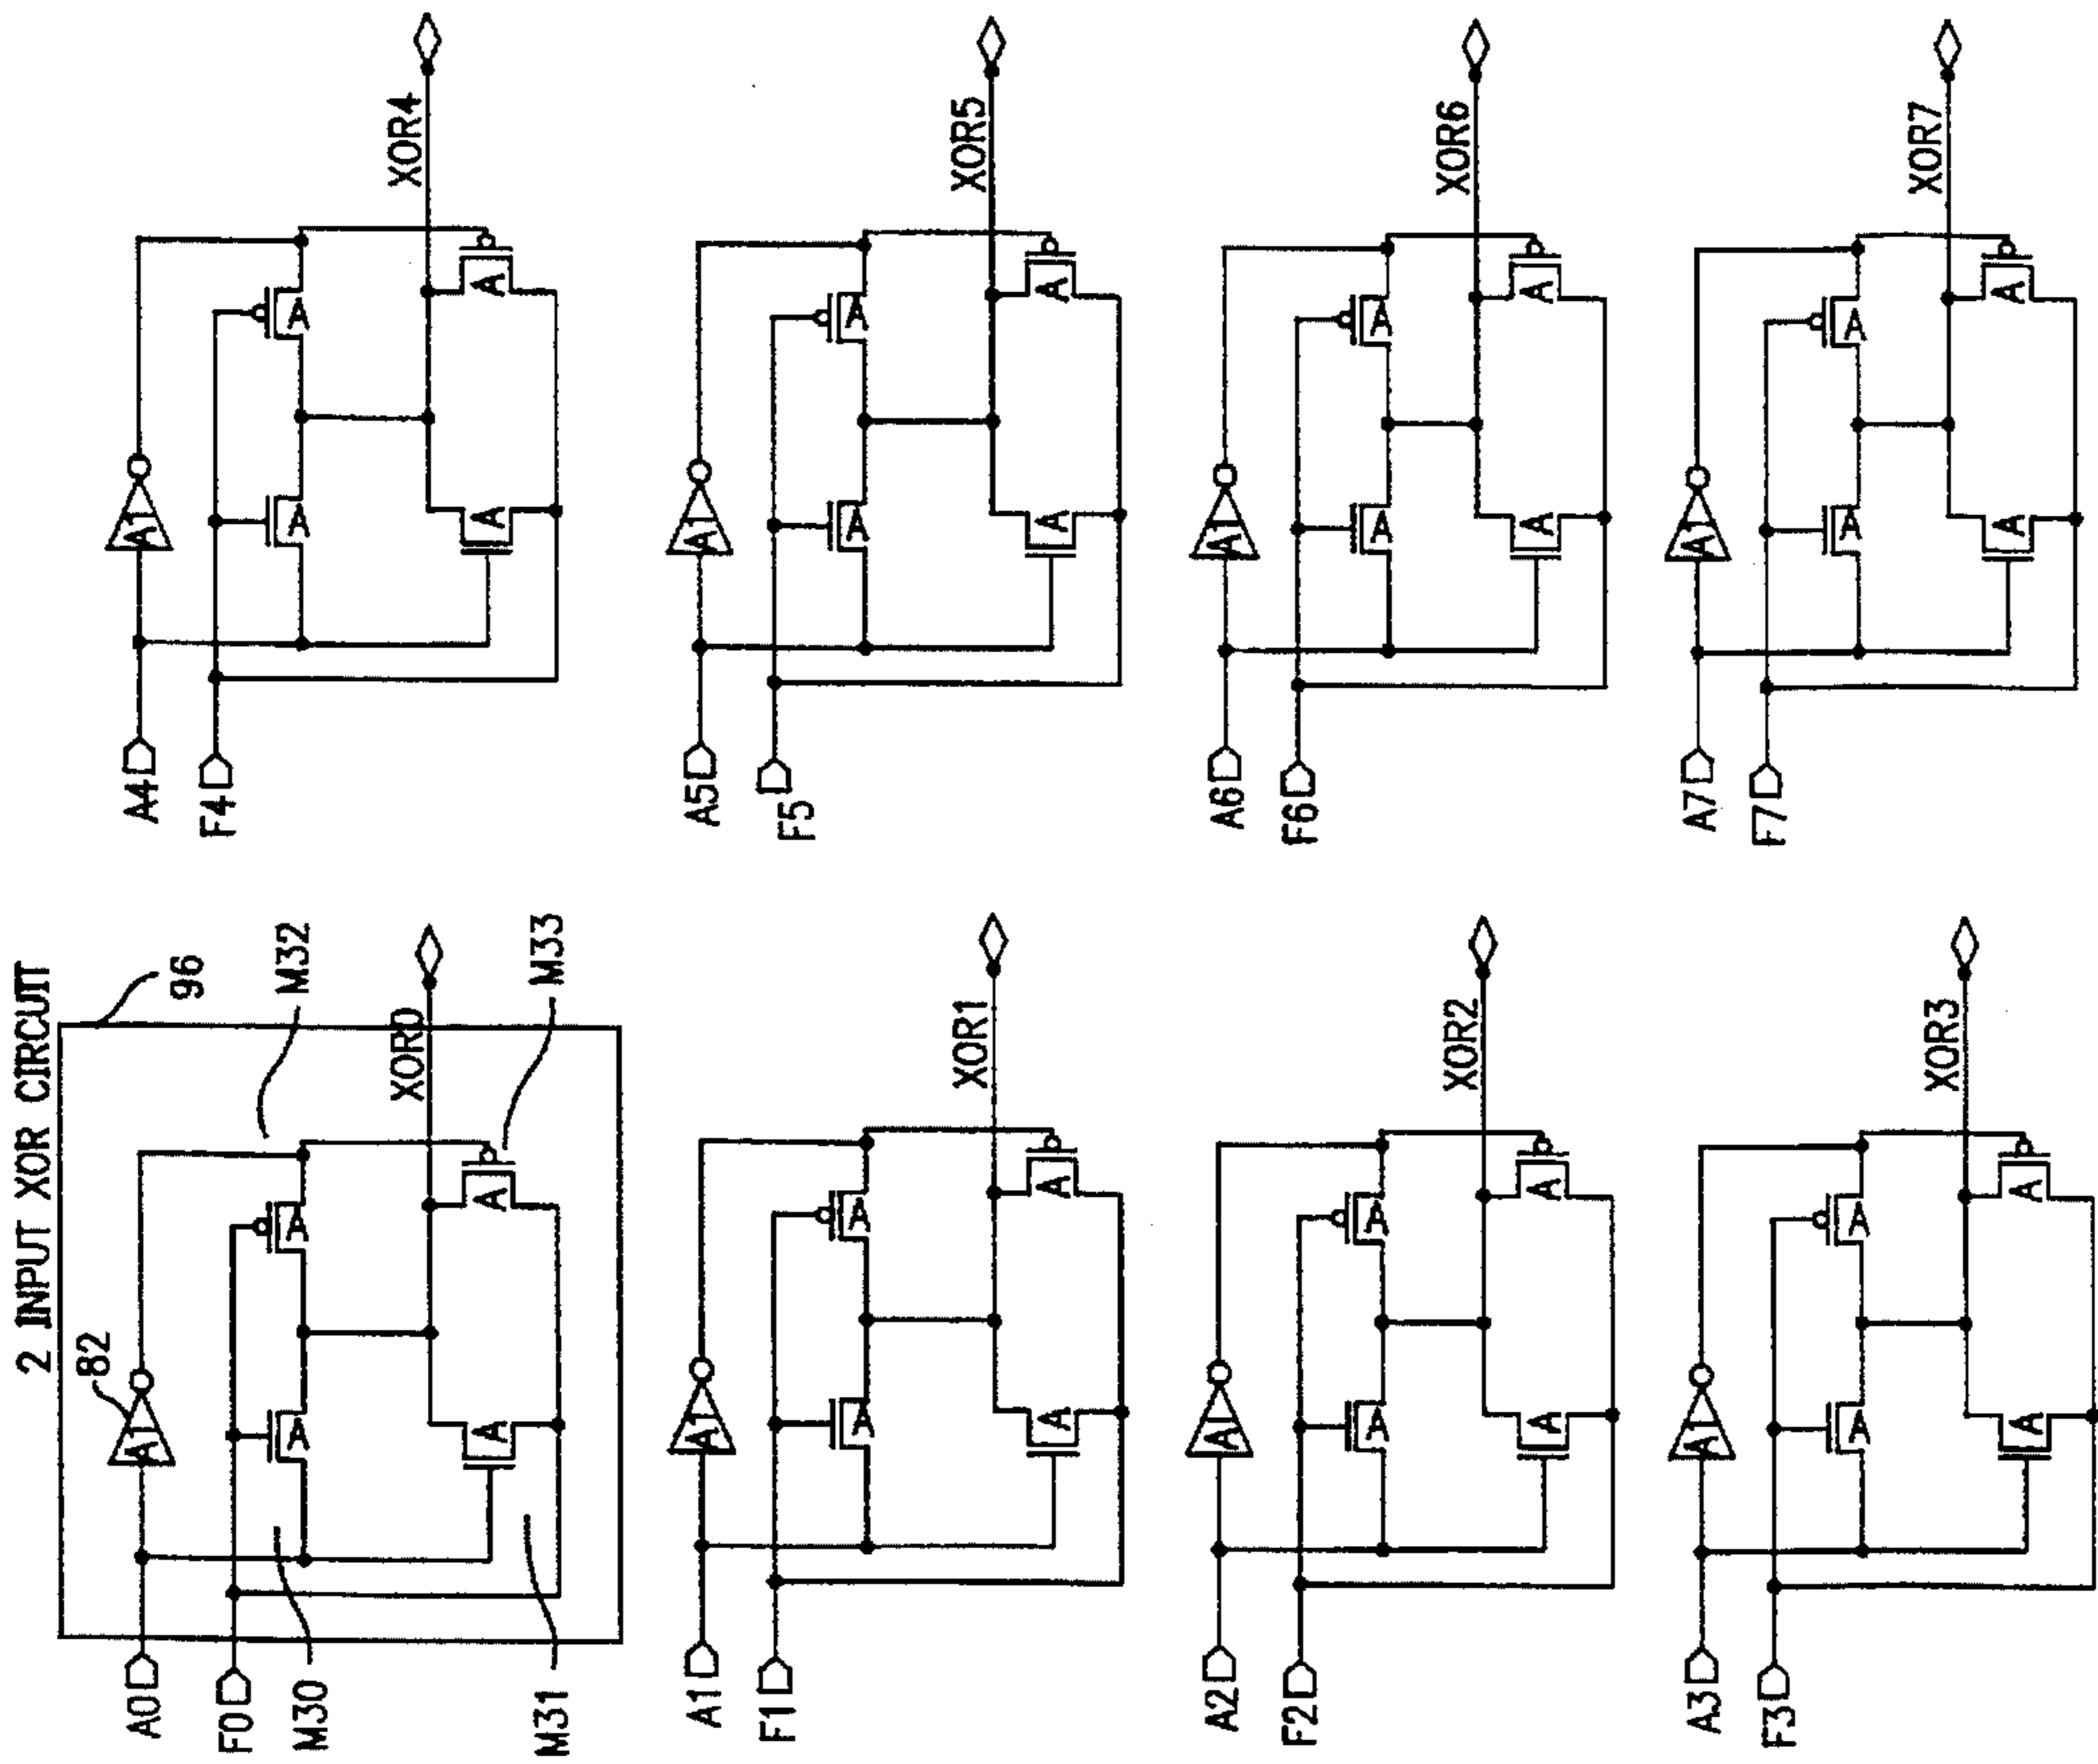 2 INPUT XOR CIRCUIT
96
82
M32
M33
M30
M31
A0
F0
XOR0
A A A A A
A1
F1
XOR1
A A A A A
A2
F2
XOR2
A A A A A
A3
F3
XOR3
A A A A A
A4
F4
XOR4
A A A A A
A5
F5
XOR5
A A A A A
A6
F6
XOR6
A A A A A
A7
F7
XOR7
A A A A A